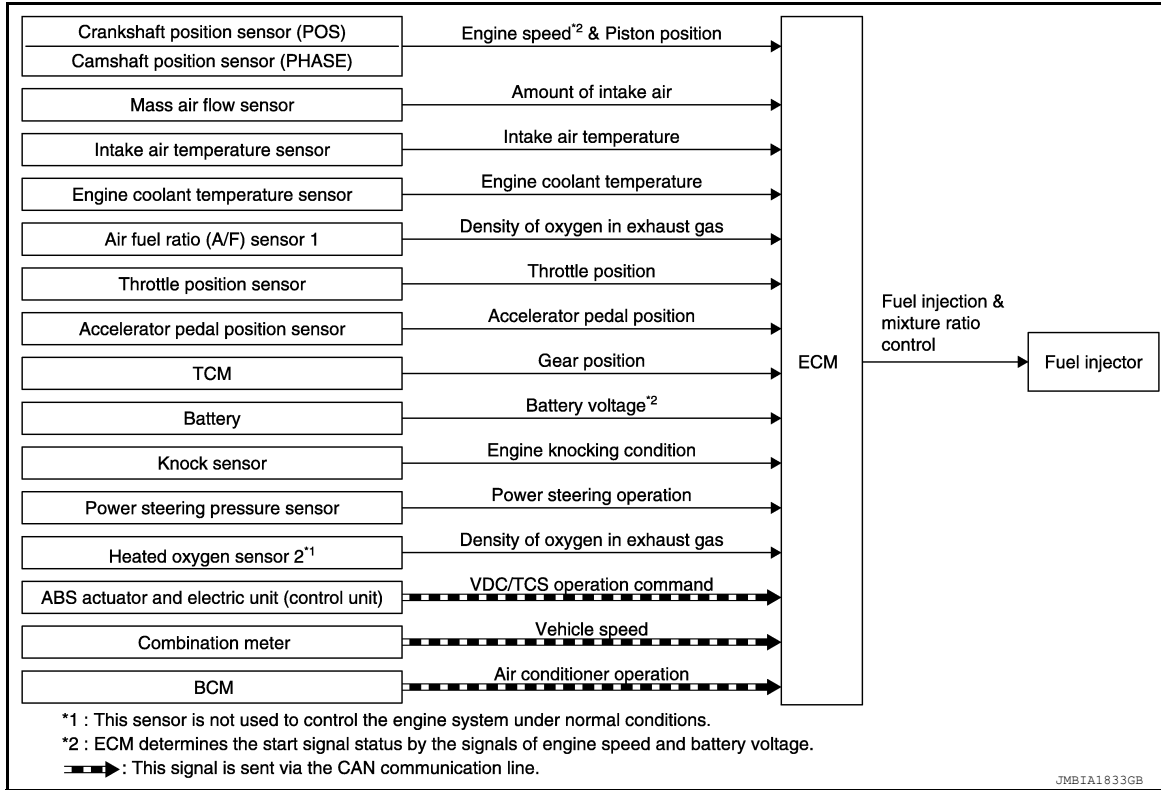 Crankshaft position sensor (POS)
Camshaft position sensor (PHASE)
Engine speed*2 & Piston position
Mass air flow sensor
Amount of intake air
Intake air temperature sensor
Intake air temperature
Engine coolant temperature sensor
Engine coolant temperature
Air fuel ratio (A/F) sensor 1
Density of oxygen in exhaust gas
Throttle position sensor
Throttle position
Accelerator pedal position sensor
Accelerator pedal position
TCM
Gear position
Battery
Battery voltage*2
Knock sensor
Engine knocking condition
Power steering pressure sensor
Power steering operation
Heated oxygen sensor 2*1
Density of oxygen in exhaust gas
ABS actuator and electric unit (control unit)
VDC/TCS operation command
Combination meter
Vehicle speed
BCM
Air conditioner operation
ECM
Fuel injection &
mixture ratio
control
Fuel injector
*1 : This sensor is not used to control the engine system under normal conditions.
*2 : ECM determines the start signal status by the signals of engine speed and battery voltage.
: This signal is sent via the CAN communication line.
JMBIA1833GB